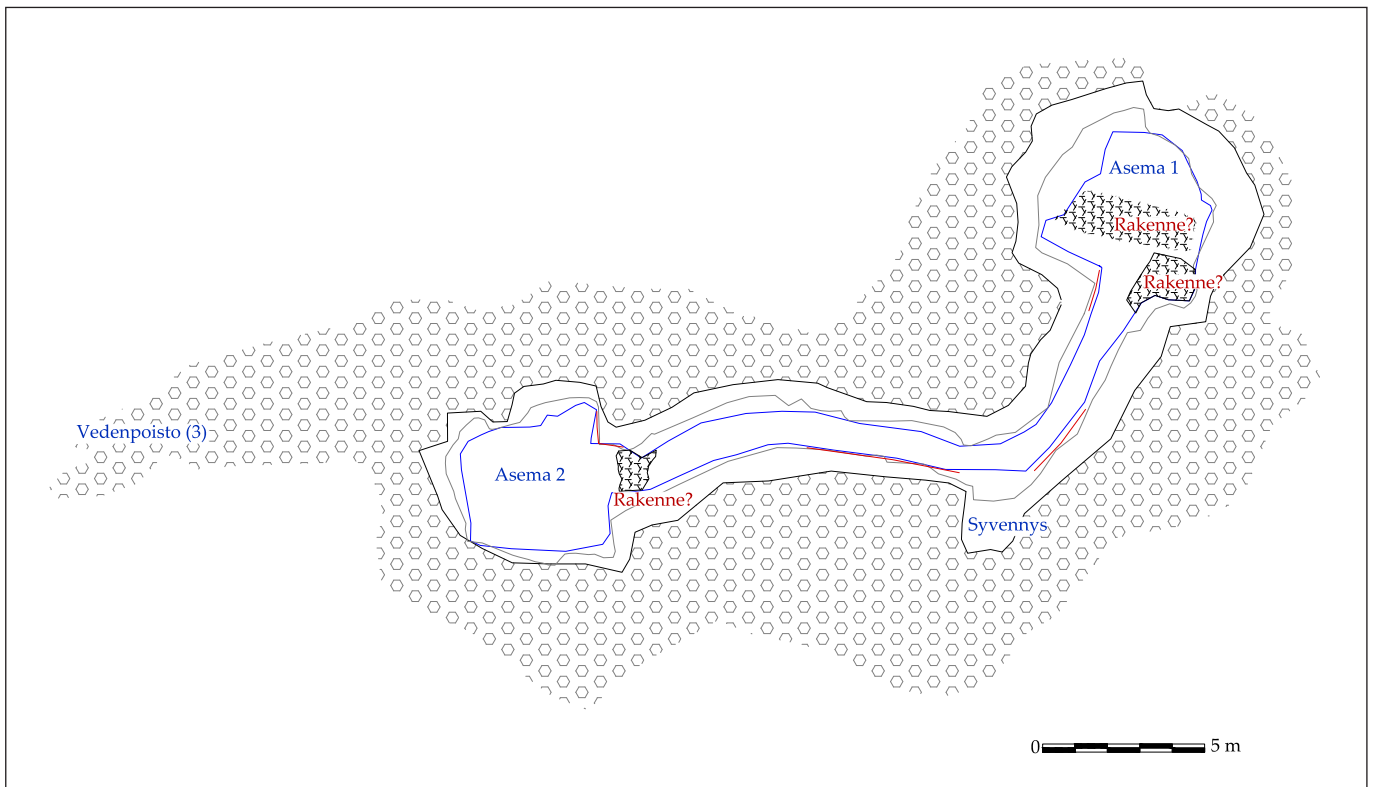 Asema 1
Rakenne?
Rakenne?
Vedenpoisto (3)
Asema 2
Rakenne?
Syvennys
0 5 m